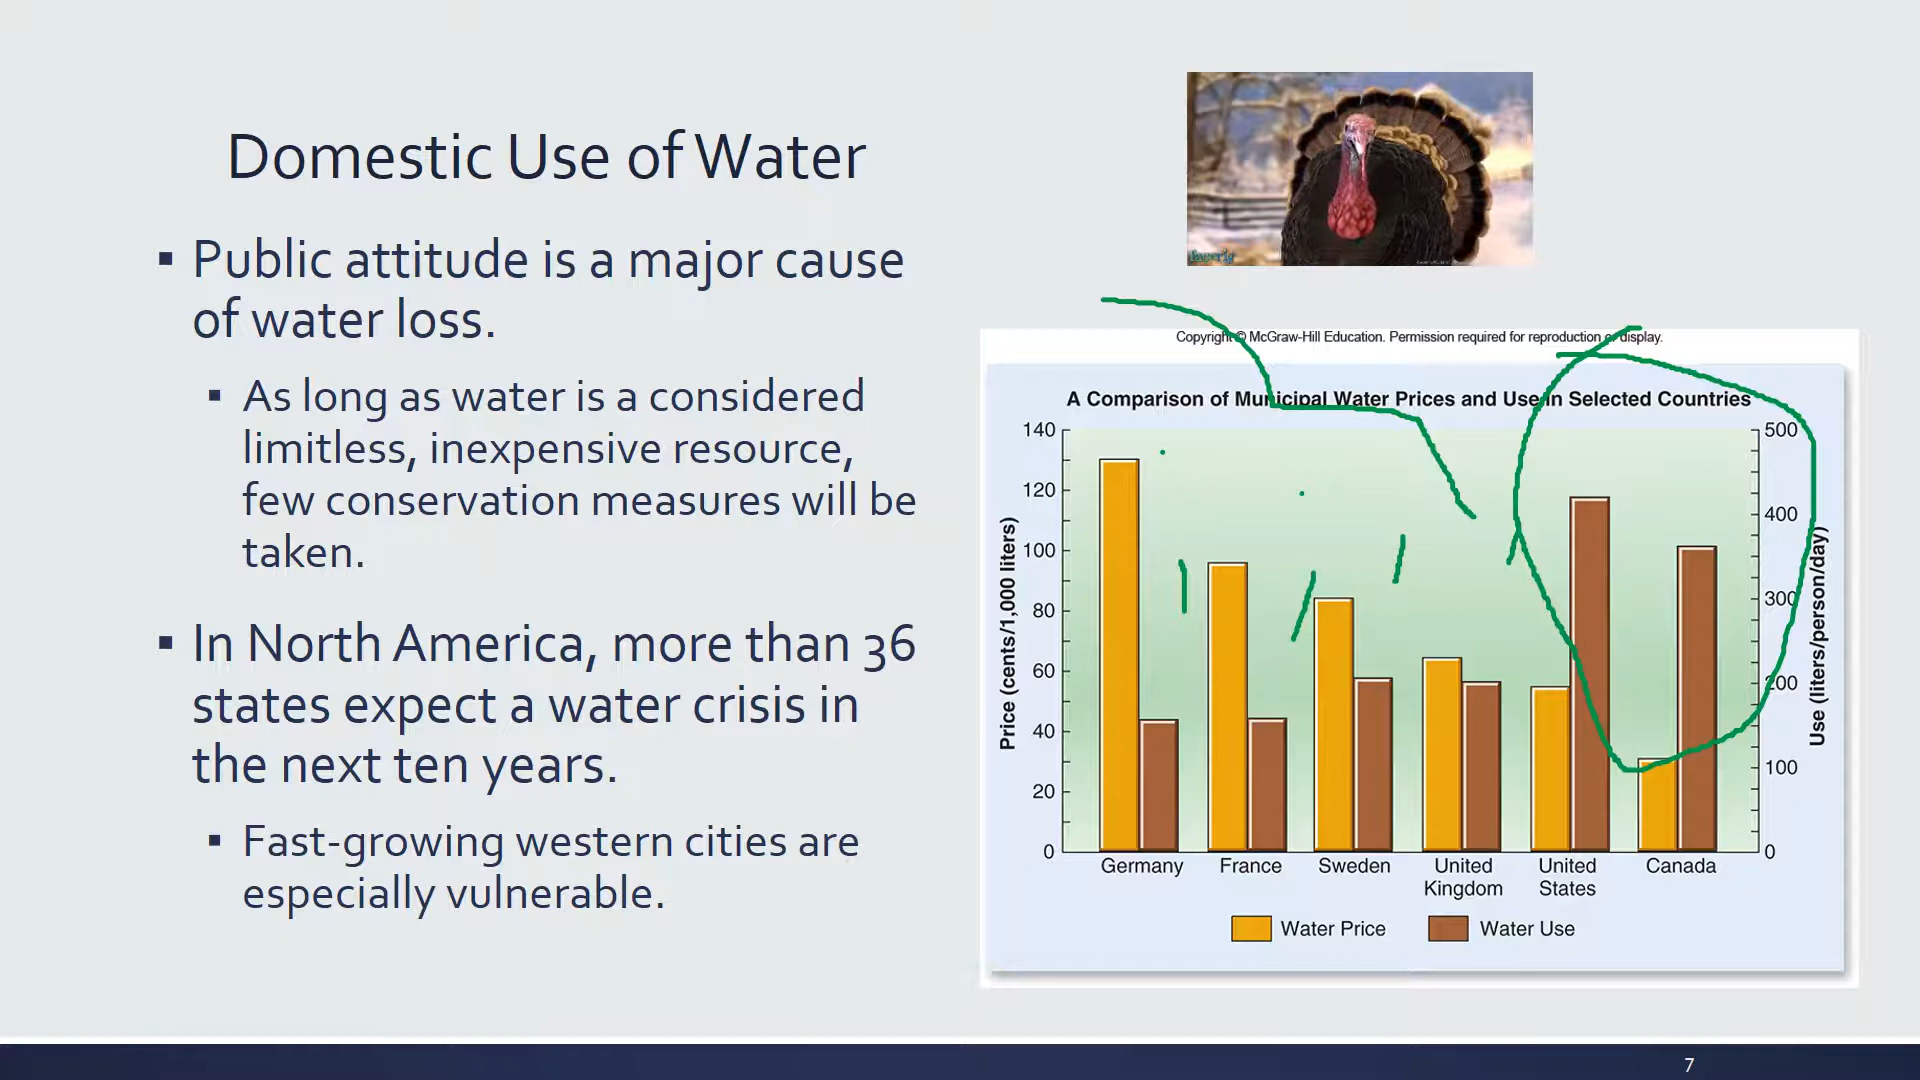 Domestic Use of Water
▪ Public attitude is a major cause
of water loss.
▪ As long as water is a considered
limitless, inexpensive resource,
few conservation measures will be
taken.
▪ In North America, more than 36
states expect a water crisis in
the next ten years.
▪ Fast-growing western cities are
especially vulnerable.
Copyright © McGraw-Hill Education. Permission required for reproduction or display.
A Comparison of Municipal Water Prices and Use in Selected Countries
Price (cents/1,000 liters)
140
120
100
80
60
40
20
0
500
400
300
200
100
0
Use (liters/person/day)
Germany
France
Sweden
United
Kingdom
United
States
Canada
Water Price
Water Use
7